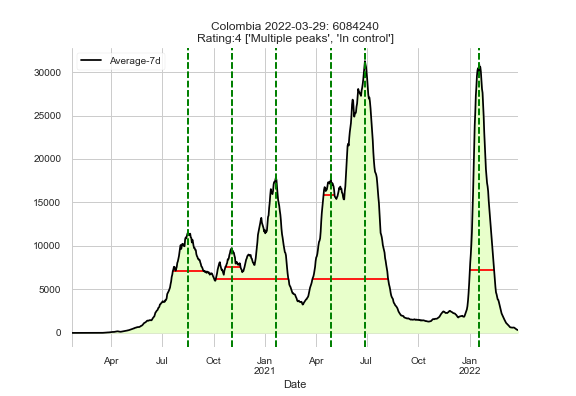 Colombia 2022-03-29: 6084240
Rating:4 ['Multiple peaks', 'In control']
Average-7d
30000
25000
20000
15000
10000
5000
0
Apr Jul Oct Jan Apr Jul Oct Jan
2021 2022
Date